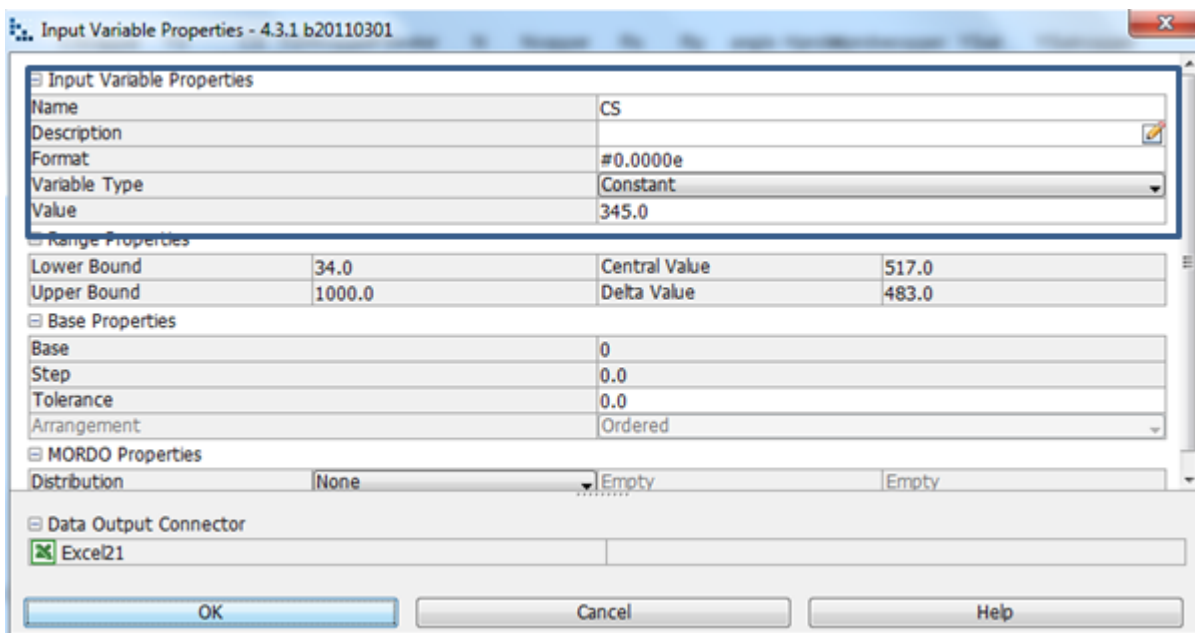 Input Variable Properties - 4.3.1 b20110301
Input Variable Properties
Name CS
Description
Format #0.0000e
Variable Type Constant
Value 345.0
Range Properties
Lower Bound 34.0 Central Value 517.0
Upper Bound 1000.0 Delta Value 483.0
Base Properties
Base 0
Step 0.0
Tolerance 0.0
Arrangement Ordered
MORDO Properties
Distribution None Empty Empty
Data Output Connector
Excel21
OK Cancel Help